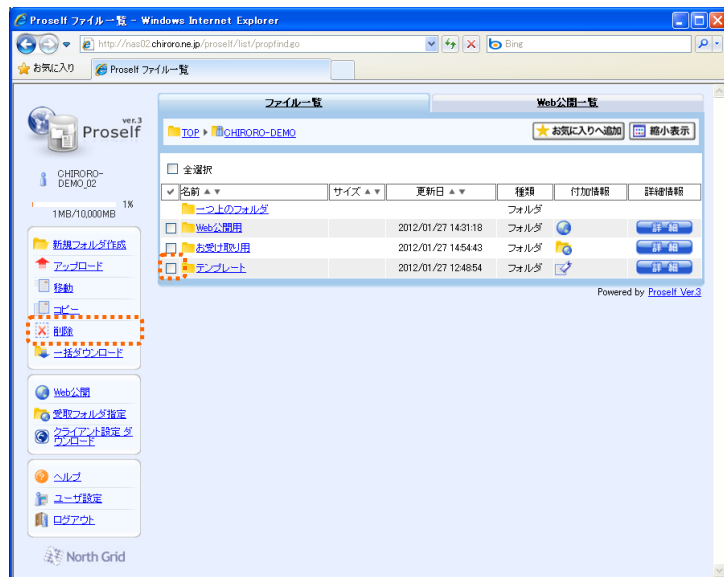 Proself ファイル一覧 - Windows Internet Explorer
http://nas02.chiroro.ne.jp/proself/list/propfind.go
Bing
お気に入り
Proself ファイル一覧
ver.3
Proself
CHIRORO-
DEMO_02
1%
1MB/10,000MB
新規フォルダ作成
アップロード
移動
コピー
削除
一括ダウンロード
Web公開
受取フォルダ指定
クライアント設定 ダ
ウンロード
ヘルプ
ユーザ設定
ログアウト
North Grid
ファイル一覧
Web公開一覧
TOP CHIRORO-DEMO
お気に入りへ追加
縮小表示
全選択
名前 ▲▼ サイズ ▲▼ 更新日 ▲▼ 種類 付加情報 詳細情報
一つ上のフォルダ フォルダ
Web公開用 2012/01/27 14:31:18 フォルダ 詳 細
お受け取り用 2012/01/27 14:54:43 フォルダ 詳 細
テンプレート 2012/01/27 12:48:54 フォルダ 詳 細
Powered by Proself Ver.3